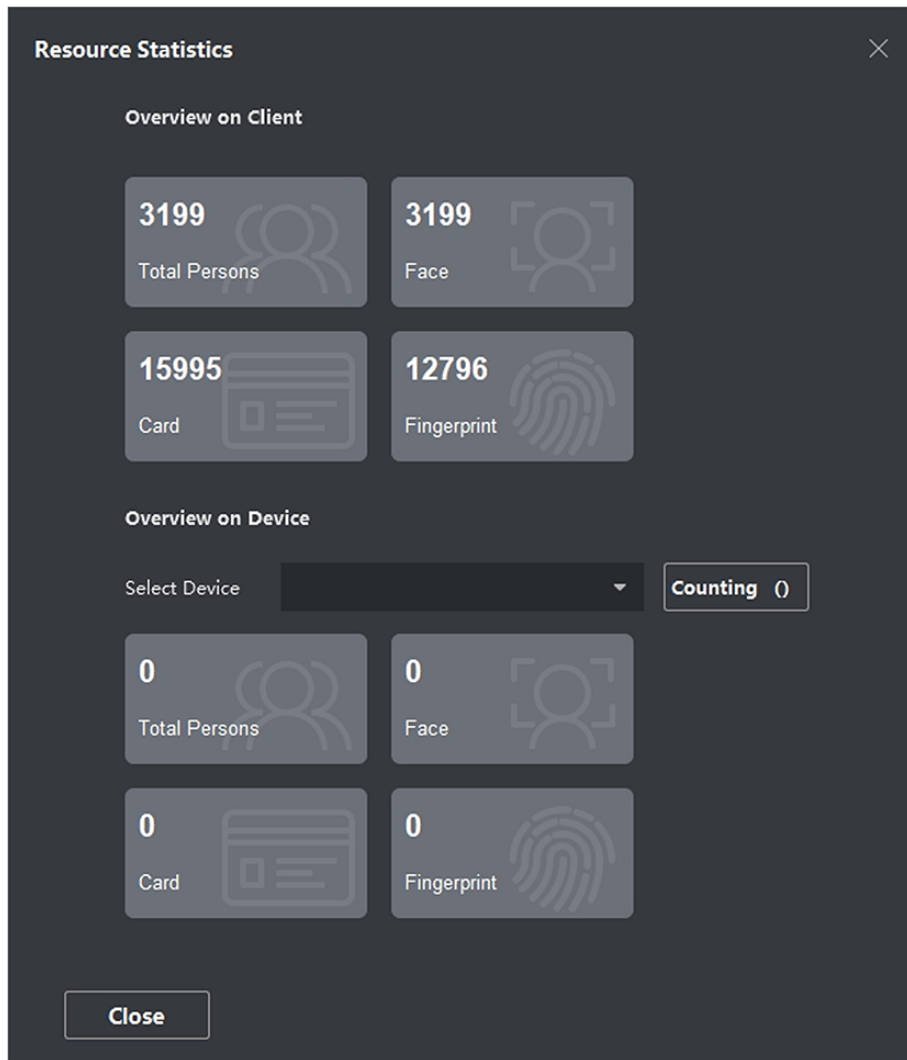 Resource Statistics
Overview on Client
3199
Total Persons
3199
Face
15995
Card
12796
Fingerprint
Overview on Device
Select Device
Counting ()
0
Total Persons
0
Face
0
Card
0
Fingerprint
Close